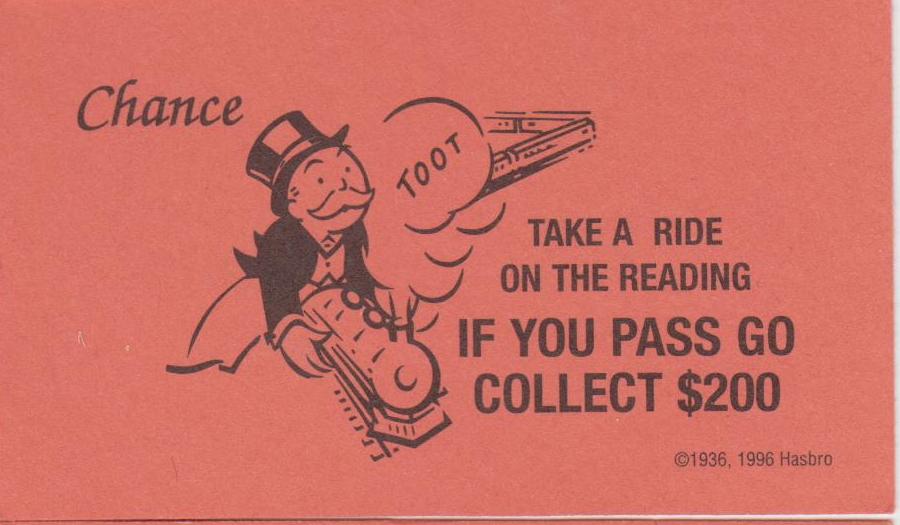 Chance
TOOT
TAKE A RIDE
ON THE READING
IF YOU PASS GO
COLLECT $200
©1936, 1996 Hasbro